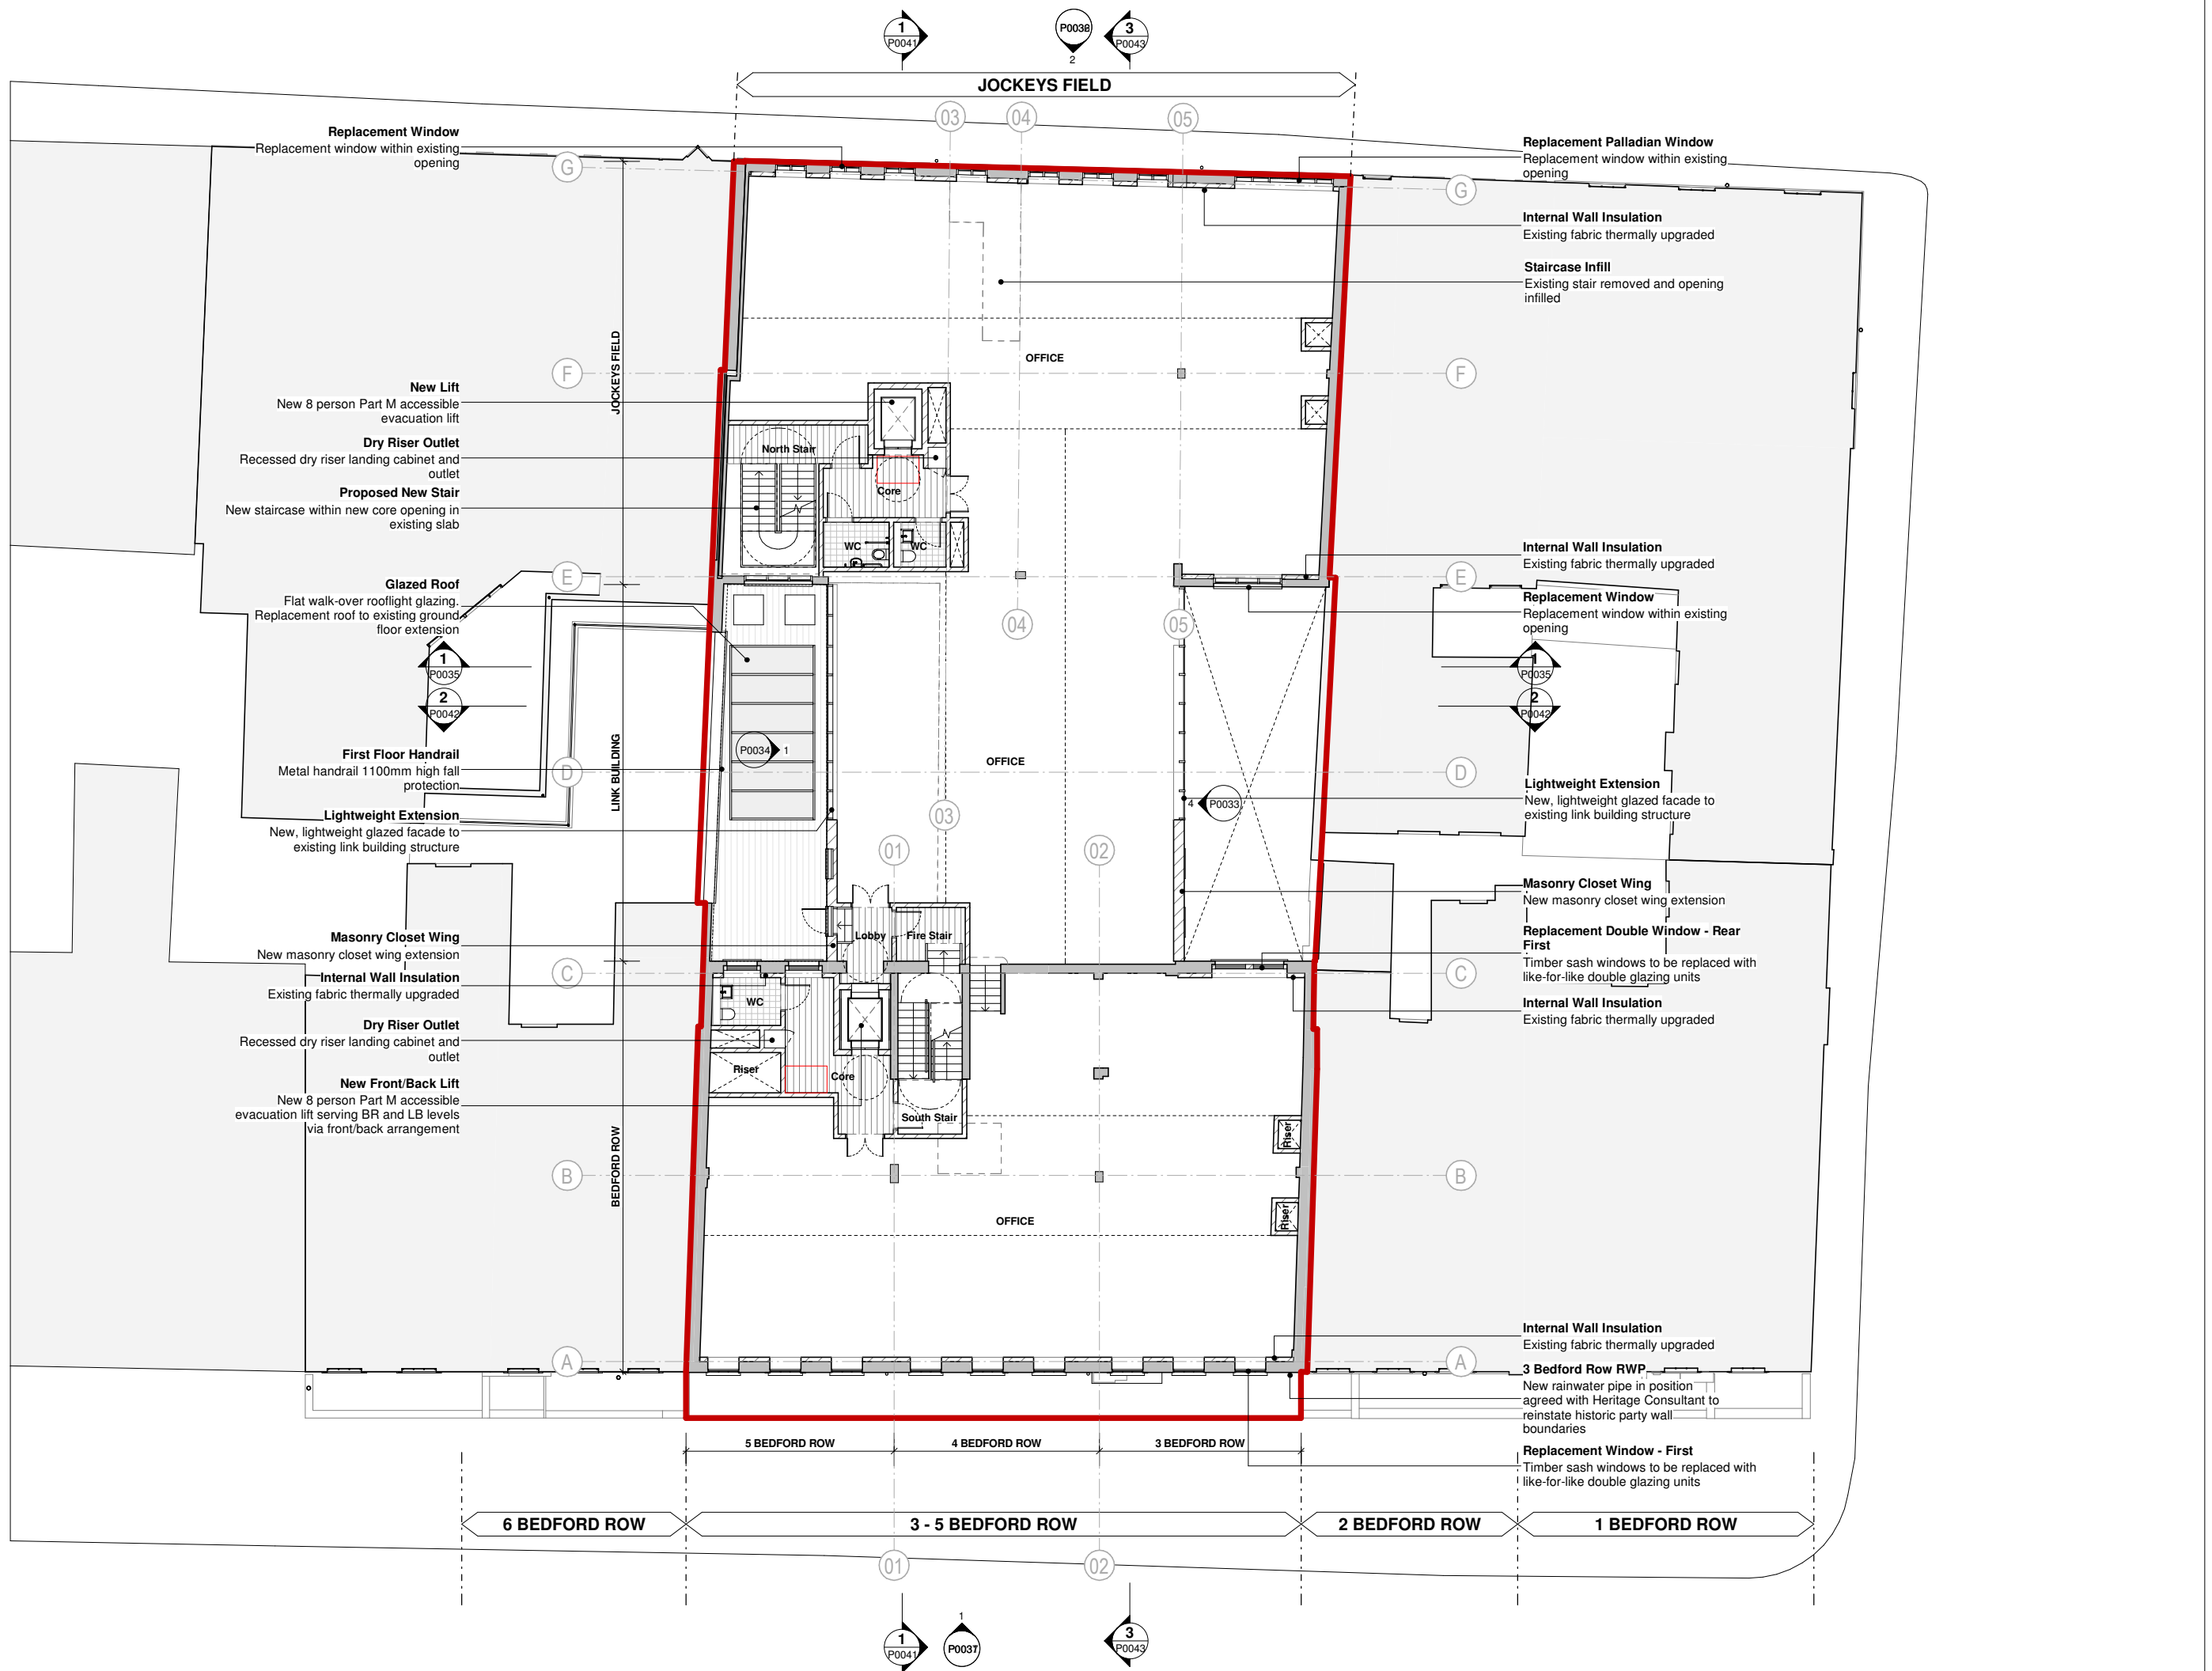 1
P0041
P0038
2
3
P0043
JOCKEYS FIELD
03
04
05
Replacement Window
Replacement window within existing
opening
G
Replacement Palladian Window
Replacement window within existing
opening
G
Internal Wall Insulation
Existing fabric thermally upgraded
Staircase Infill
Existing stair removed and opening
infilled
JOCKEYS FIELD
OFFICE
F
F
New Lift
New 8 person Part M accessible
evacuation lift
Dry Riser Outlet
Recessed dry riser landing cabinet and
outlet
North Stair
Core
Proposed New Stair
New staircase within new core opening in
existing slab
WC
WC
Internal Wall Insulation
Existing fabric thermally upgraded
E
E
Glazed Roof
Flat walk-over rooflight glazing.
Replacement roof to existing ground
floor extension
Replacement Window
Replacement window within existing
opening
04
05
1
P0035
2
P0042
1
P0035
2
P0042
P0034
1
LINK BUILDING
OFFICE
First Floor Handrail
Metal handrail 1100mm high fall
protection
D
D
Lightweight Extension
New, lightweight glazed facade to
existing link building structure
4
P0033
Lightweight Extension
New, lightweight glazed facade to
existing link building structure
03
01
02
Masonry Closet Wing
New masonry closet wing extension
Lobby
Fire Stair
Masonry Closet Wing
New masonry closet wing extension
Replacement Double Window - Rear
First
Timber sash windows to be replaced with
like-for-like double glazing units
Internal Wall Insulation
Existing fabric thermally upgraded
C
C
WC
Internal Wall Insulation
Existing fabric thermally upgraded
Dry Riser Outlet
Recessed dry riser landing cabinet and
outlet
Riser
Core
New Front/Back Lift
New 8 person Part M accessible
evacuation lift serving BR and LB levels
via front/back arrangement
South Stair
Riser
BEDFORD ROW
B
B
OFFICE
Riser
Internal Wall Insulation
Existing fabric thermally upgraded
A
A
3 Bedford Row RWP
New rainwater pipe in position
agreed with Heritage Consultant to
reinstate historic party wall
boundaries
5 BEDFORD ROW
4 BEDFORD ROW
3 BEDFORD ROW
Replacement Window - First
Timber sash windows to be replaced with
like-for-like double glazing units
6 BEDFORD ROW
3 - 5 BEDFORD ROW
2 BEDFORD ROW
1 BEDFORD ROW
01
02
1
P0041
1
P0037
3
P0043